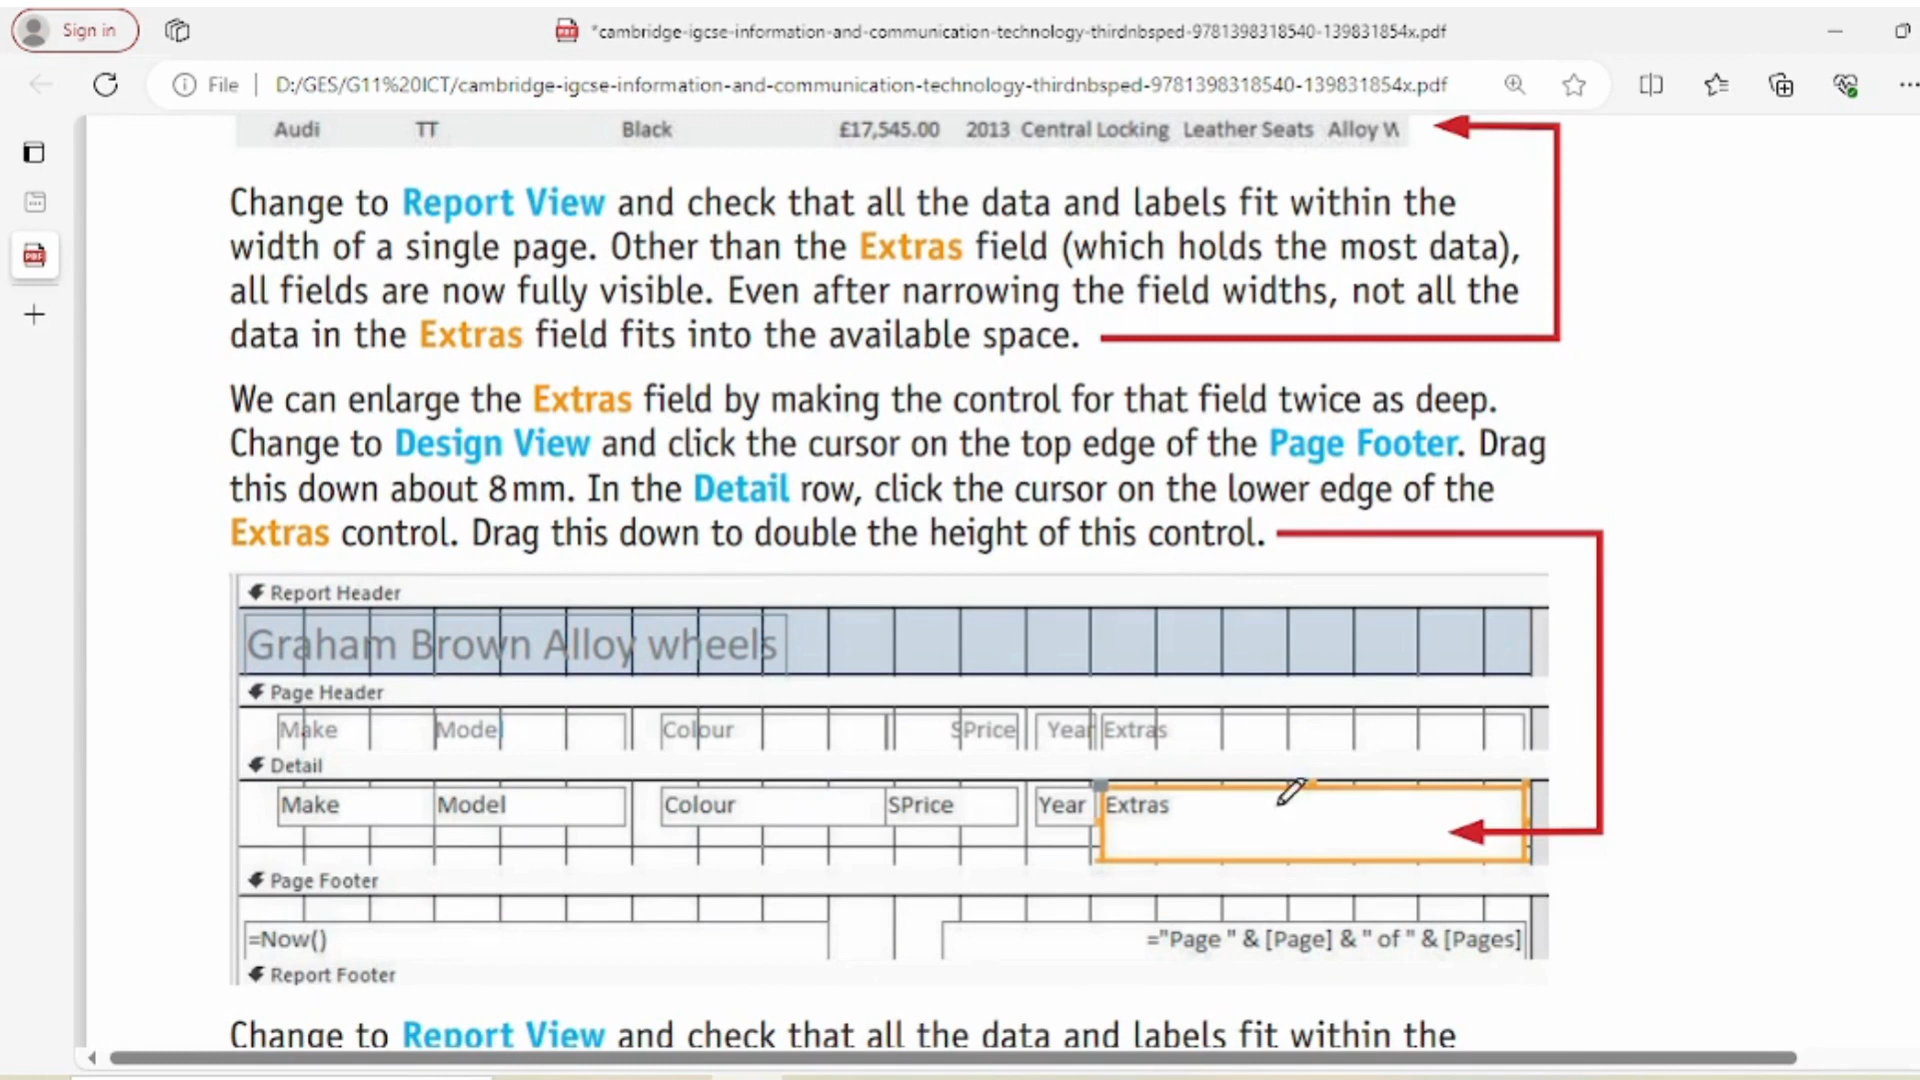 Sign in
*cambridge-igcse-information-and-communication-technology-thirdnbsped-9781398318540-139831854x.pdf
File | D:/GES/G11%20ICT/cambridge-igcse-information-and-communication-technology-thirdnbsped-9781398318540-139831854x.pdf
Audi TT Black £17,545.00 2013 Central Locking Leather Seats Alloy W
Change to Report View and check that all the data and labels fit within the
width of a single page. Other than the Extras field (which holds the most data),
all fields are now fully visible. Even after narrowing the field widths, not all the
data in the Extras field fits into the available space.
We can enlarge the Extras field by making the control for that field twice as deep.
Change to Design View and click the cursor on the top edge of the Page Footer. Drag
this down about 8 mm. In the Detail row, click the cursor on the lower edge of the
Extras control. Drag this down to double the height of this control.
Report Header
Graham Brown Alloy wheels
Page Header
Make Model Colour SPrice Year Extras
Detail
Make Model Colour SPrice Year Extras
Page Footer
=Now() ="Page " & [Page] & " of " & [Pages]
Report Footer
Change to Report View and check that all the data and labels fit within the